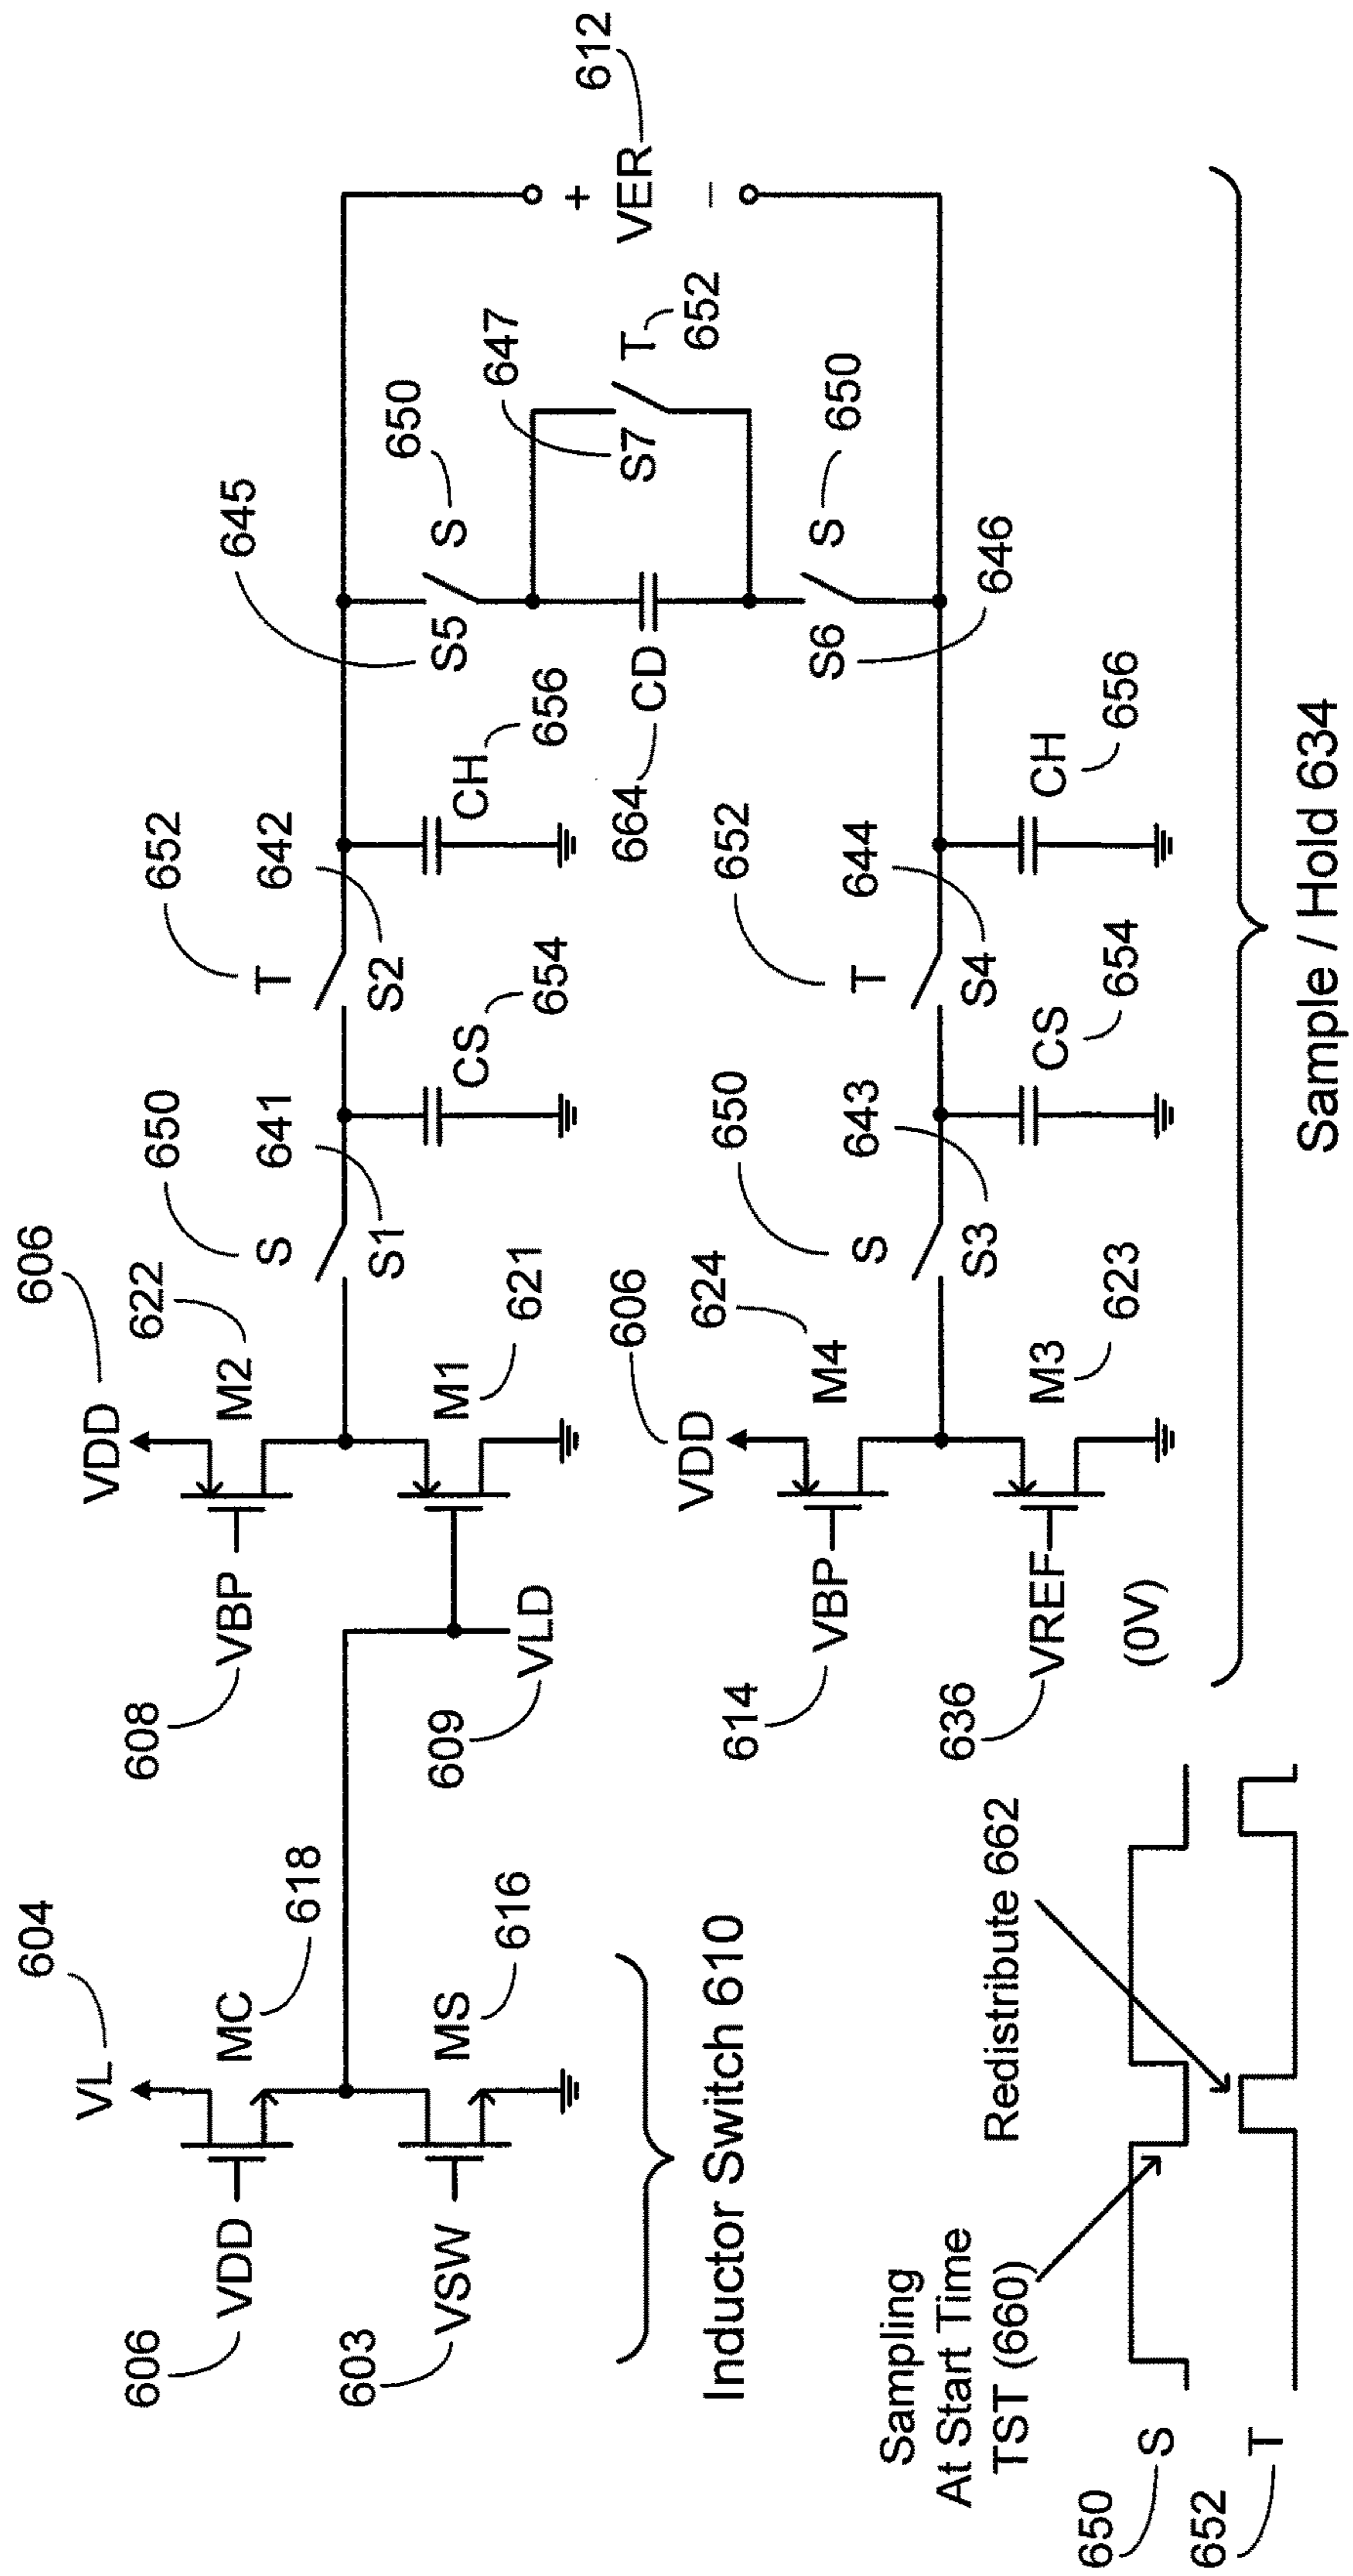 604
VL
606
VDD
MC
618
603
VSW
MS
616
Inductor Switch 610
606
VDD
622
M2
608
VBP
M1
621
609
VLD
650
S
641
S1
CS
654
652
T
642
S2
CH
656
645
S5
S
650
664
CD
647
S7
T
652
S6
S
650
646
+
VER
–
612
606
VDD
624
M4
614
VBP
M3
623
636
VREF
(0V)
650
S
643
S3
CS
654
652
T
644
S4
CH
656
Sample / Hold 634
Sampling
At Start Time
TST (660)
Redistribute 662
650
S
652
T